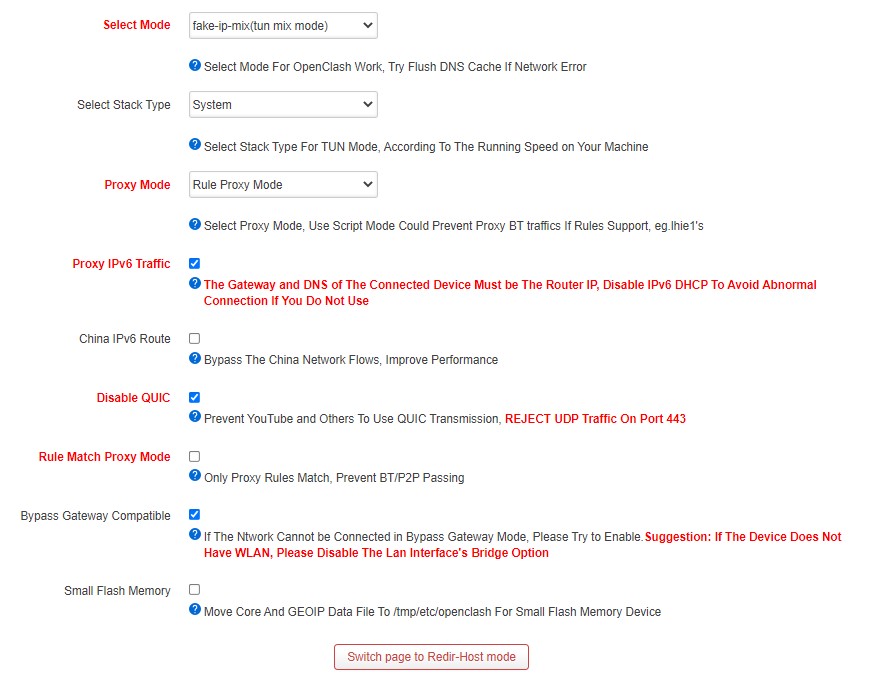 Select Mode
fake-ip-mix(tun mix mode)
Select Mode For OpenClash Work, Try Flush DNS Cache If Network Error
Select Stack Type
System
Select Stack Type For TUN Mode, According To The Running Speed on Your Machine
Proxy Mode
Rule Proxy Mode
Select Proxy Mode, Use Script Mode Could Prevent Proxy BT traffics If Rules Support, eg.lhie1's
Proxy IPv6 Traffic
The Gateway and DNS of The Connected Device Must be The Router IP, Disable IPv6 DHCP To Avoid Abnormal
Connection If You Do Not Use
China IPv6 Route
Bypass The China Network Flows, Improve Performance
Disable QUIC
Prevent YouTube and Others To Use QUIC Transmission, REJECT UDP Traffic On Port 443
Rule Match Proxy Mode
Only Proxy Rules Match, Prevent BT/P2P Passing
Bypass Gateway Compatible
If The Ntwork Cannot be Connected in Bypass Gateway Mode, Please Try to Enable.Suggestion: If The Device Does Not
Have WLAN, Please Disable The Lan Interface's Bridge Option
Small Flash Memory
Move Core And GEOIP Data File To /tmp/etc/openclash For Small Flash Memory Device
Switch page to Redir-Host mode